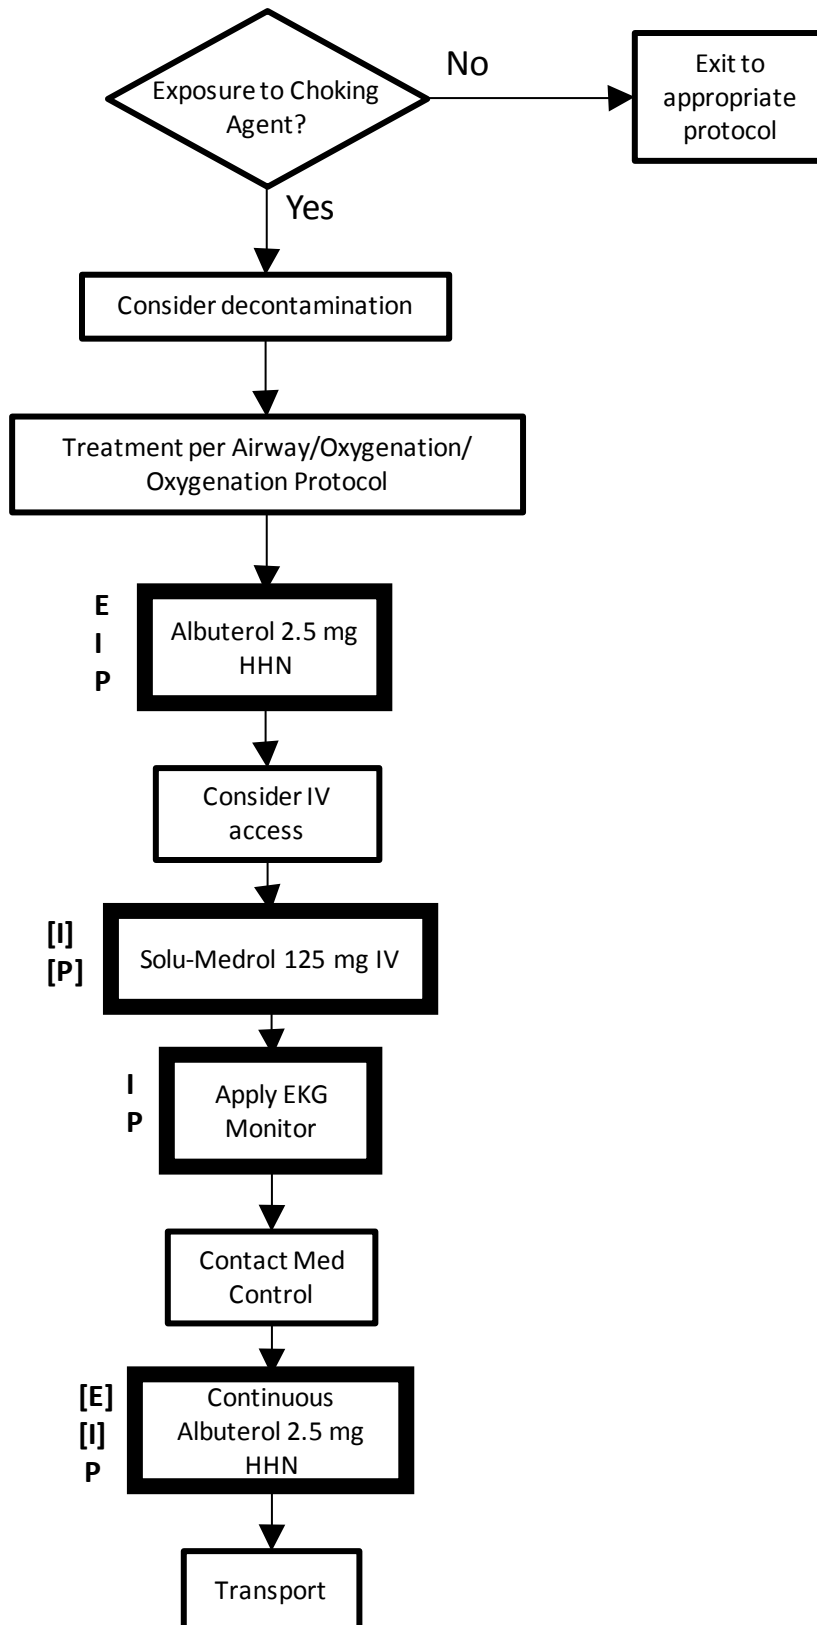 Exposure to Choking
Agent?
No
Exit to
appropriate
protocol
Yes
Consider decontamination
Treatment per Airway/Oxygenation/
Oxygenation Protocol
E
I
P
Albuterol 2.5 mg
HHN
Consider IV
access
[I]
[P]
Solu-Medrol 125 mg IV
I
P
Apply EKG
Monitor
Contact Med
Control
[E]
[I]
P
Continuous
Albuterol 2.5 mg
HHN
Transport